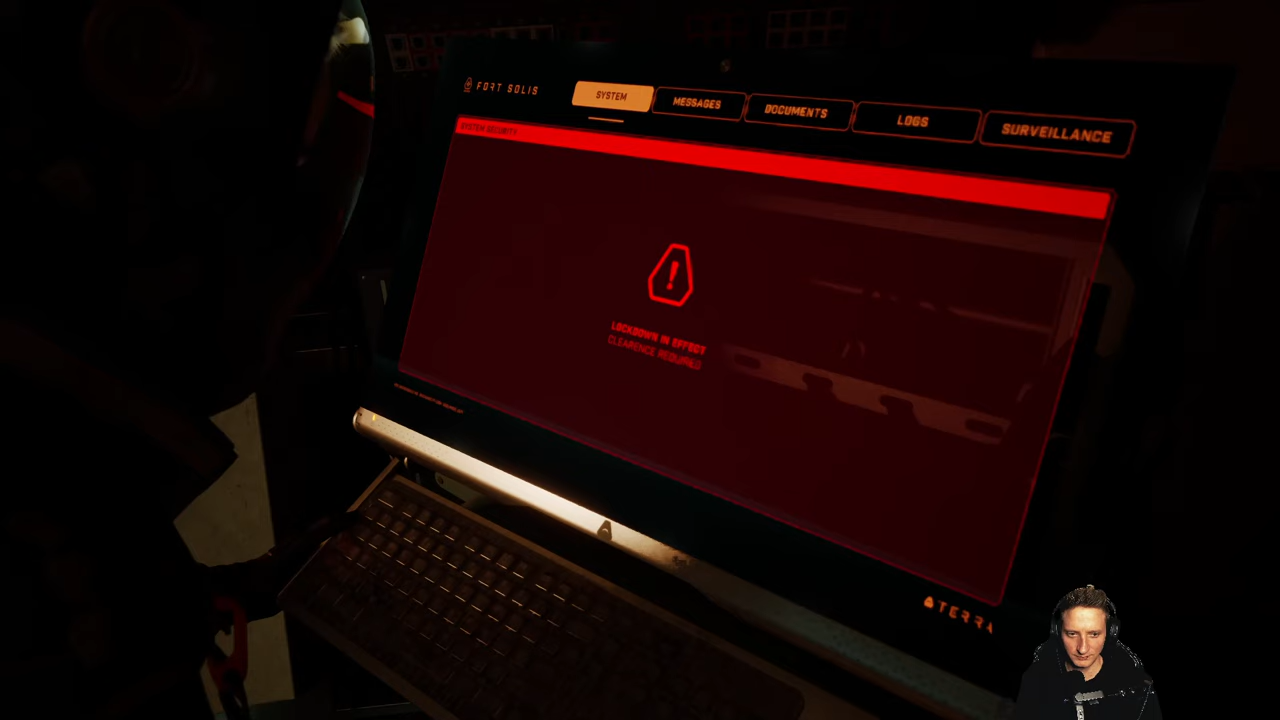 FORT SOLIS
SYSTEM
MESSAGES
DOCUMENTS
LOGS
SURVEILLANCE
SYSTEM SECURITY
LOCKDOWN IN EFFECT
CLEARENCE REQUIRED
TERRA